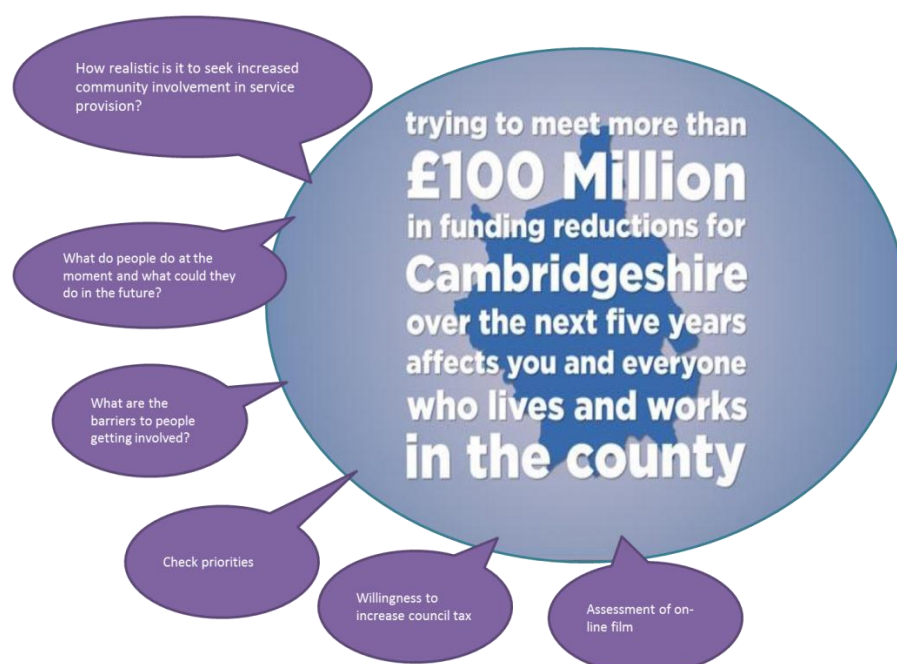 How realistic is it to seek increased
community involvement in service
provision?
trying to meet more than
£100 Million
in funding reductions for
Cambridgeshire
over the next five years
affects you and everyone
who lives and works
in the county
What do people do at the
moment and what could they
do in the future?
What are the
barriers to people
getting involved?
Check priorities
Willingness to
increase council tax
Assessment of on-
line film